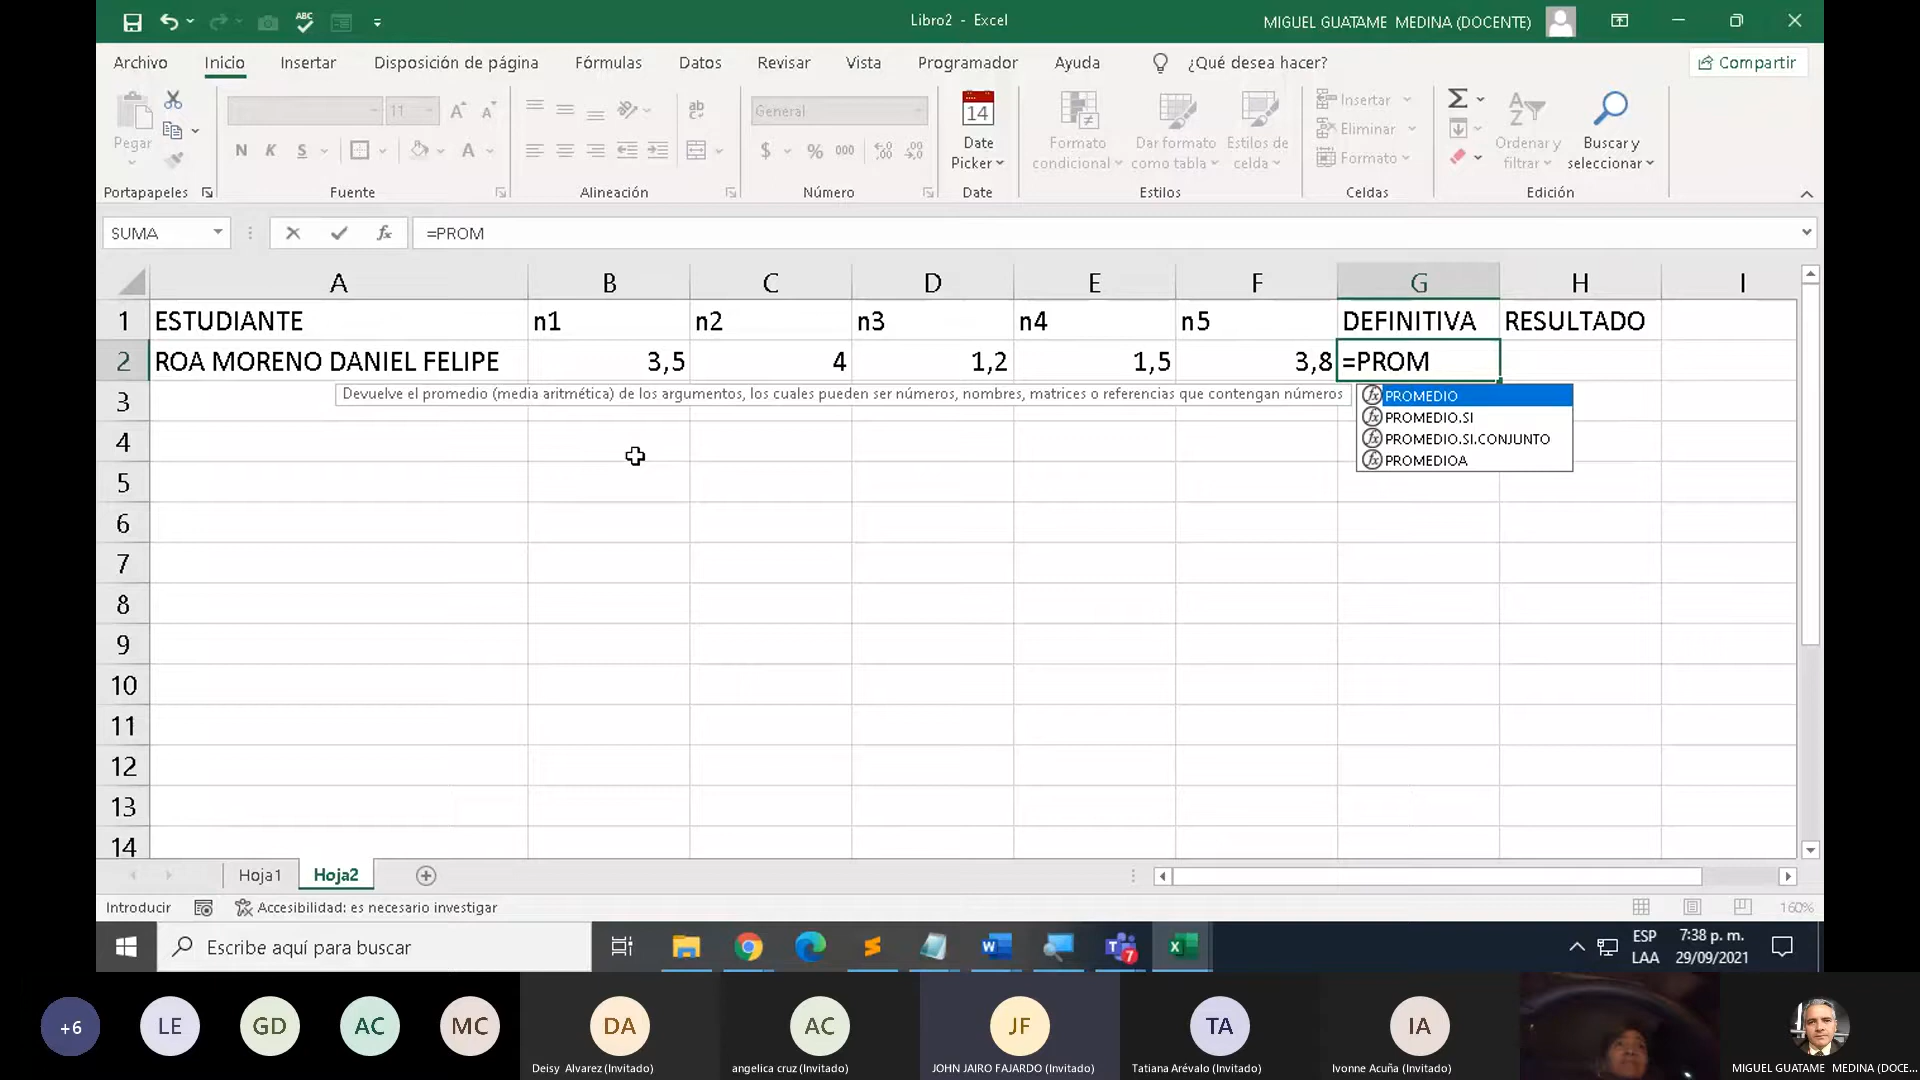 Libro2 - Excel
MIGUEL GUATAME MEDINA (DOCENTE)
Archivo Inicio Insertar Disposición de página Fórmulas Datos Revisar Vista Programador Ayuda ¿Qué desea hacer? Compartir
Pegar
Portapapeles
11
N K S
A
Fuente
ab
Alineación
General
$ % 000
Número
14
Date Picker
Date
Formato condicional
Dar formato como tabla
Estilos de celda
Estilos
Insertar
Eliminar
Formato
Celdas
Σ
Ordenar y filtrar
Buscar y seleccionar
Edición
SUMA fx =PROM
A B C D E F G H I
1 ESTUDIANTE n1 n2 n3 n4 n5 DEFINITIVA RESULTADO
2 ROA MORENO DANIEL FELIPE 3,5 4 1,2 1,5 3,8 =PROM
Devuelve el promedio (media aritmética) de los argumentos, los cuales pueden ser números, nombres, matrices o referencias que contengan números
PROMEDIO
PROMEDIO.SI
PROMEDIO.SI.CONJUNTO
PROMEDIOA
3
4
5
6
7
8
9
10
11
12
13
14
Hoja1 Hoja2
Introducir Accesibilidad: es necesario investigar 160%
Escribe aquí para buscar
7
ESP
LAA
7:38 p. m.
29/09/2021
+6 LE GD AC MC DA AC JF TA IA
Deisy Alvarez (Invitado)
angelica cruz (Invitado)
JOHN JAIRO FAJARDO (Invitado)
Tatiana Arévalo (Invitado)
Ivonne Acuña (Invitado)
MIGUEL GUATAME MEDINA (DOCE...